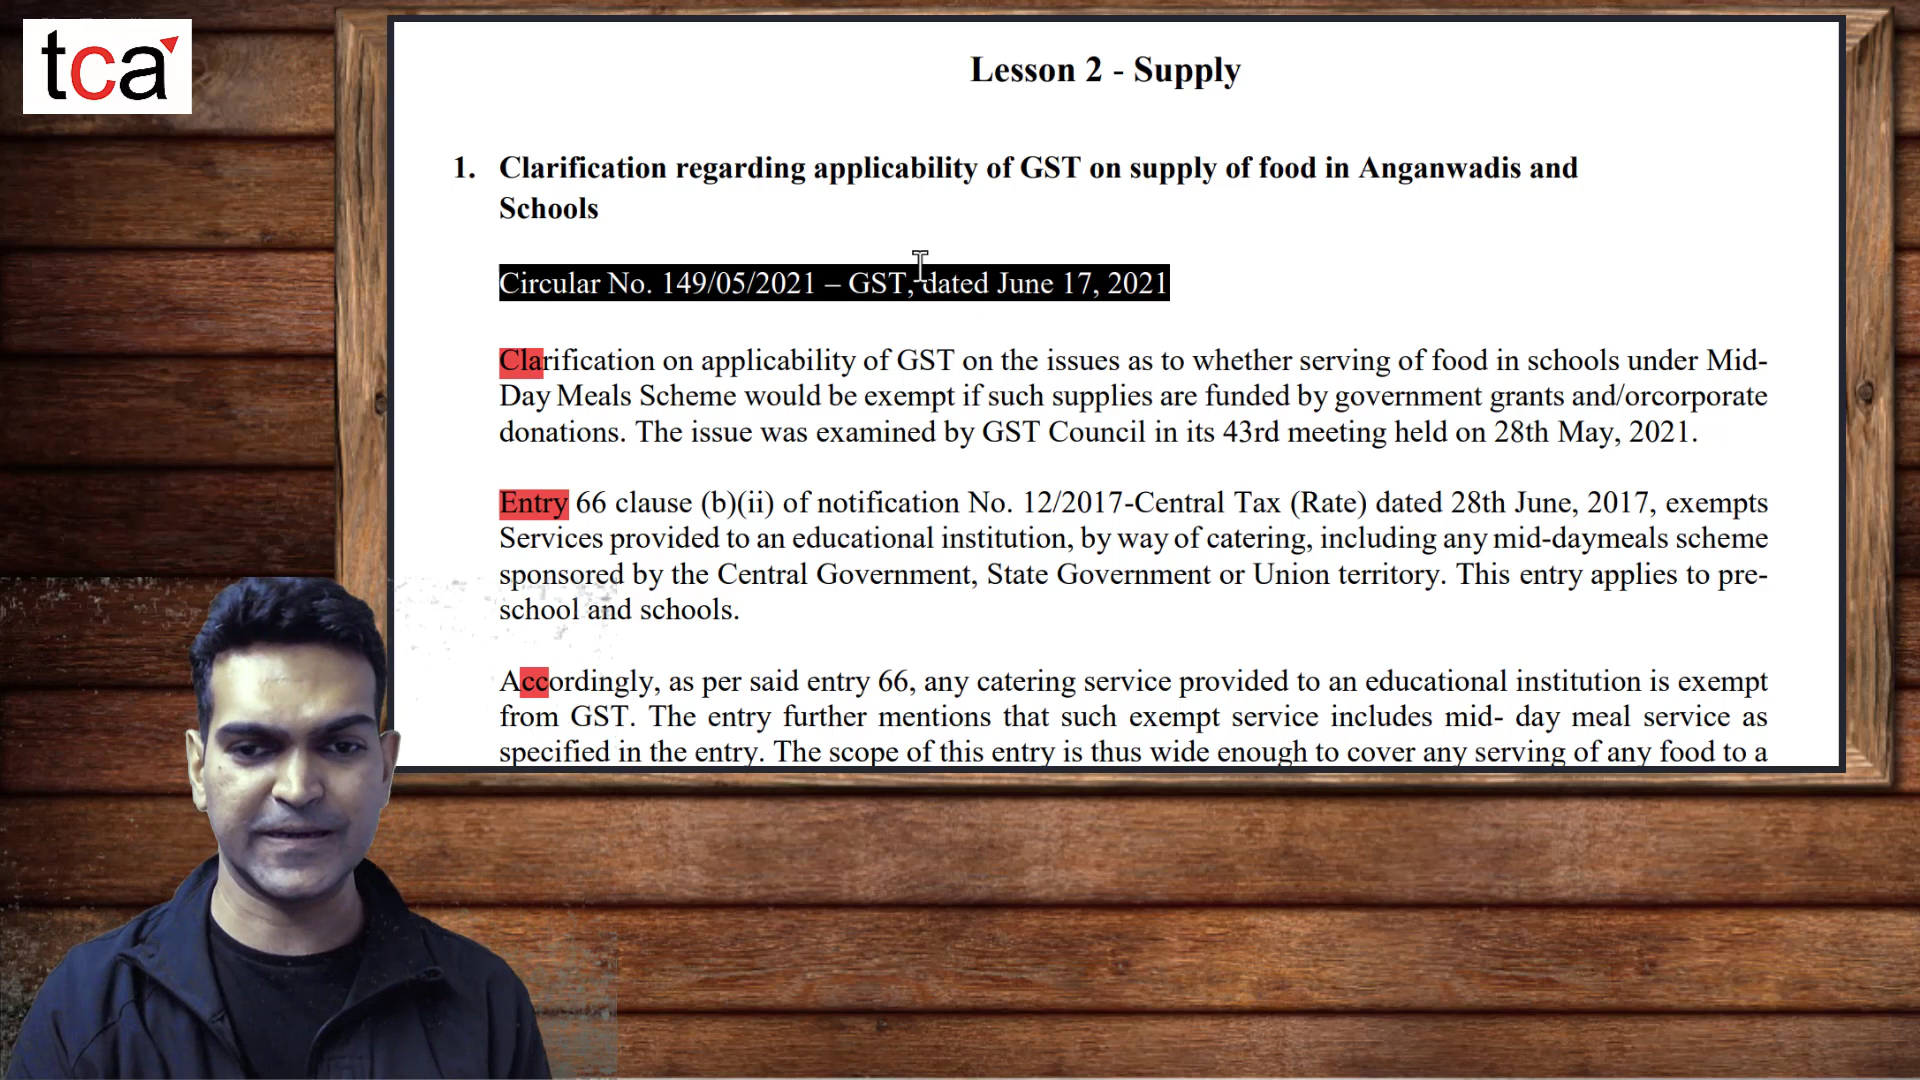 tca
Lesson 2 - Supply
1. Clarification regarding applicability of GST on supply of food in Anganwadis and
Schools
Circular No. 149/05/2021 – GST, dated June 17, 2021
Clarification on applicability of GST on the issues as to whether serving of food in schools under Mid-
Day Meals Scheme would be exempt if such supplies are funded by government grants and/orcorporate
donations. The issue was examined by GST Council in its 43rd meeting held on 28th May, 2021.
Entry 66 clause (b)(ii) of notification No. 12/2017-Central Tax (Rate) dated 28th June, 2017, exempts
Services provided to an educational institution, by way of catering, including any mid-daymeals scheme
sponsored by the Central Government, State Government or Union territory. This entry applies to pre-
school and schools.
Accordingly, as per said entry 66, any catering service provided to an educational institution is exempt
from GST. The entry further mentions that such exempt service includes mid- day meal service as
specified in the entry. The scope of this entry is thus wide enough to cover any serving of any food to a